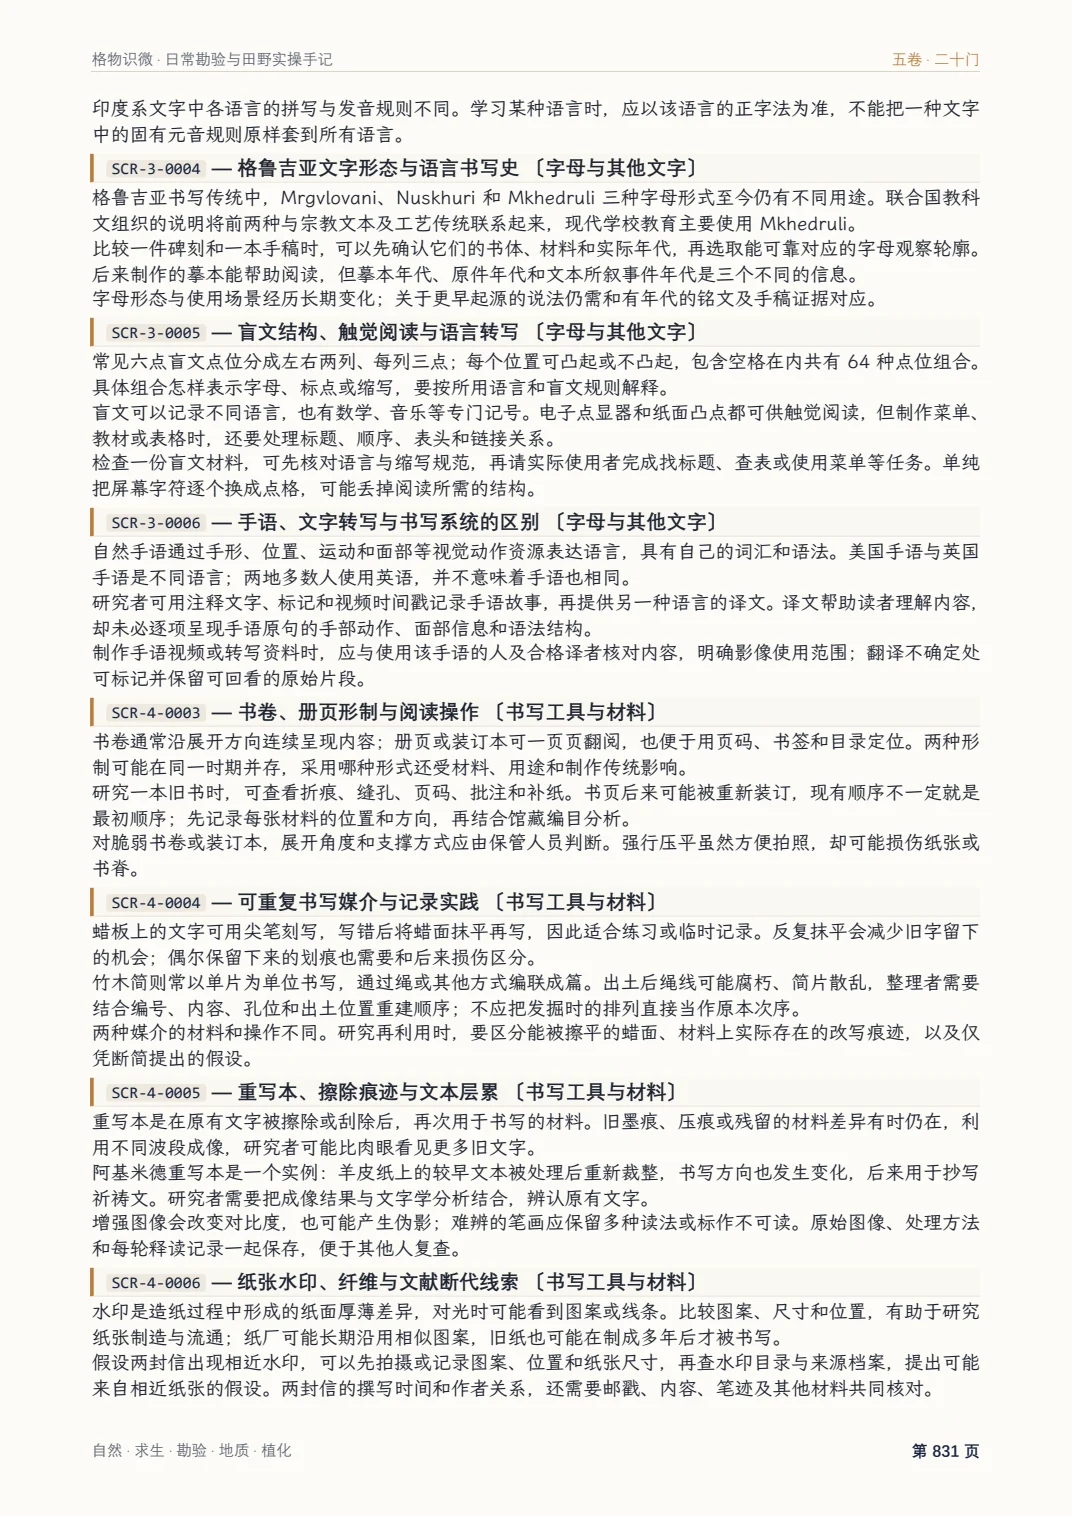 格物识微 · 日常勘验与田野实操手记
五卷 · 二十门
印度系文字中各语言的拼写与发音规则不同。学习某种语言时，应以该语言的正字法为准，不能把一种文字
中的固有元音规则原样套到所有语言。
SCR-3-0004 — 格鲁吉亚文字形态与语言书写史 〔字母与其他文字〕
格鲁吉亚书写传统中，Mrgvlovani、Nuskhuri 和 Mkhedruli 三种字母形式至今仍有不同用途。联合国教科
文组织的说明将前两种与宗教文本及工艺传统联系起来，现代学校教育主要使用 Mkhedruli。
比较一件碑刻和一本手稿时，可以先确认它们的书体、材料和实际年代，再选取能可靠对应的字母观察轮廓。
后来制作的摹本能帮助阅读，但摹本年代、原件年代和文本所叙事件年代是三个不同的信息。
字母形态与使用场景经历长期变化；关于更早起源的说法仍需和有年代的铭文及手稿证据对应。
SCR-3-0005 — 盲文结构、触觉阅读与语言转写 〔字母与其他文字〕
常见六点盲文点位分成左右两列、每列三点；每个位置可凸起或不凸起，包含空格在内共有 64 种点位组合。
具体组合怎样表示字母、标点或缩写，要按所用语言和盲文规则解释。
盲文可以记录不同语言，也有数学、音乐等专门记号。电子点显器和纸面凸点都可供触觉阅读，但制作菜单、
教材或表格时，还要处理标题、顺序、表头和链接关系。
检查一份盲文材料，可先核对语言与缩写规范，再请实际使用者完成找标题、查表或使用菜单等任务。单纯
把屏幕字符逐个换成点格，可能丢掉阅读所需的结构。
SCR-3-0006 — 手语、文字转写与书写系统的区别 〔字母与其他文字〕
自然手语通过手形、位置、运动和面部等视觉动作资源表达语言，具有自己的词汇和语法。美国手语与英国
手语是不同语言；两地多数人使用英语，并不意味着手语也相同。
研究者可用注释文字、标记和视频时间戳记录手语故事，再提供另一种语言的译文。译文帮助读者理解内容，
却未必逐项呈现手语原句的手部动作、面部信息和语法结构。
制作手语视频或转写资料时，应与使用该手语的人及合格译者核对内容，明确影像使用范围；翻译不确定处
可标记并保留可回看的原始片段。
SCR-4-0003 — 书卷、册页形制与阅读操作 〔书写工具与材料〕
书卷通常沿展开方向连续呈现内容；册页或装订本可一页页翻阅，也便于用页码、书签和目录定位。两种形
制可能在同一时期并存，采用哪种形式还受材料、用途和制作传统影响。
研究一本旧书时，可查看折痕、缝孔、页码、批注和补纸。书页后来可能被重新装订，现有顺序不一定就是
最初顺序；先记录每张材料的位置和方向，再结合馆藏编目分析。
对脆弱书卷或装订本，展开角度和支撑方式应由保管人员判断。强行压平虽然方便拍照，却可能损伤纸张或
书脊。
SCR-4-0004 — 可重复书写媒介与记录实践 〔书写工具与材料〕
蜡板上的文字可用尖笔刻写，写错后将蜡面抹平再写，因此适合练习或临时记录。反复抹平会减少旧字留下
的机会；偶尔保留下来的划痕也需要和后来损伤区分。
竹木简则常以单片为单位书写，通过绳或其他方式编联成篇。出土后绳线可能腐朽、简片散乱，整理者需要
结合编号、内容、孔位和出土位置重建顺序；不应把发掘时的排列直接当作原本次序。
两种媒介的材料和操作不同。研究再利用时，要区分能被擦平的蜡面、材料上实际存在的改写痕迹，以及仅
凭断简提出的假设。
SCR-4-0005 — 重写本、擦除痕迹与文本层累 〔书写工具与材料〕
重写本是在原有文字被擦除或刮除后，再次用于书写的材料。旧墨痕、压痕或残留的材料差异有时仍在，利
用不同波段成像，研究者可能比肉眼看见更多旧文字。
阿基米德重写本是一个实例：羊皮纸上的较早文本被处理后重新裁整，书写方向也发生变化，后来用于抄写
祈祷文。研究者需要把成像结果与文字学分析结合，辨认原有文字。
增强图像会改变对比度，也可能产生伪影；难辨的笔画应保留多种读法或标作不可读。原始图像、处理方法
和每轮释读记录一起保存，便于其他人复查。
SCR-4-0006 — 纸张水印、纤维与文献断代线索 〔书写工具与材料〕
水印是造纸过程中形成的纸面厚薄差异，对光时可能看到图案或线条。比较图案、尺寸和位置，有助于研究
纸张制造与流通；纸厂可能长期沿用相似图案，旧纸也可能在制成多年后才被书写。
假设两封信出现相近水印，可以先拍摄或记录图案、位置和纸张尺寸，再查水印目录与来源档案，提出可能
来自相近纸张的假设。两封信的撰写时间和作者关系，还需要邮戳、内容、笔迹及其他材料共同核对。
自然 · 求生 · 勘验 · 地质 · 植化
第 831 页